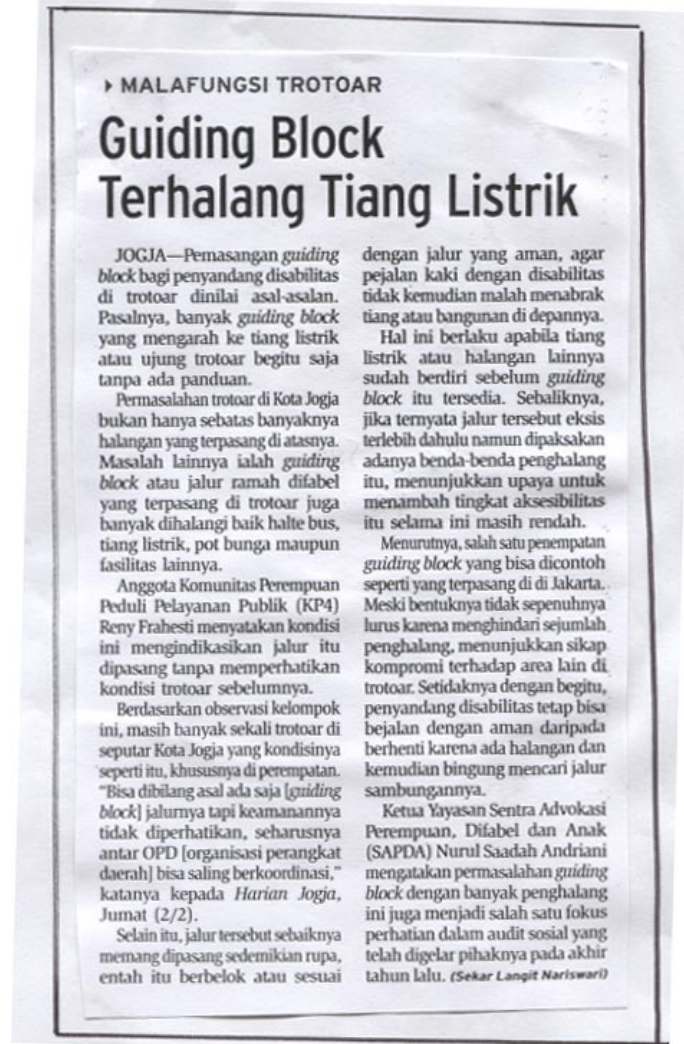 MALAFUNGSI TROTOAR
Guiding Block
Terhalang Tiang Listrik
JOGJA—Pemasangan guiding
block bagi penyandang disabilitas
di trotoar dinilai asal-asalan.
Pasalnya, banyak guiding block
yang mengarah ke tiang listrik
atau ujung trotoar begitu saja
tanpa ada panduan.
Permasalahan trotoar di Kota Jogja
bukan hanya sebatas banyaknya
halangan yang terpasang di atasnya.
Masalah lainnya ialah guiding
block atau jalur ramah difabel
yang terpasang di trotoar juga
banyak dihalangi baik halte bus,
tiang listrik, pot bunga maupun
fasilitas lainnya.
Anggota Komunitas Perempuan
Peduli Pelayanan Publik (KP4)
Reny Frahesti menyatakan kondisi
ini mengindikasikan jalur itu
dipasang tanpa memperhatikan
kondisi trotoar sebelumnya.
Berdasarkan observasi kelompok
ini, masih banyak sekali trotoar di
seputar Kota Jogja yang kondisinya
seperti itu, khususnya di perempatan.
"Bisa dibilang asal ada saja [guiding
block] jalurnya tapi keamanannya
tidak diperhatikan, seharusnya
antar OPD [organisasi perangkat
daerah] bisa saling berkoordinasi,"
katanya kepada Harian Jogja,
Jumat (2/2).
Selain itu, jalur tersebut sebaiknya
memang dipasang sedemikian rupa,
entah itu berbelok atau sesuai
dengan jalur yang aman, agar
pejalan kaki dengan disabilitas
tidak kemudian malah menabrak
tiang atau bangunan di depannya.
Hal ini berlaku apabila tiang
listrik atau halangan lainnya
sudah berdiri sebelum guiding
block itu tersedia. Sebaliknya,
jika ternyata jalur tersebut eksis
terlebih dahulu namun dipaksakan
adanya benda-benda penghalang
itu, menunjukkan upaya untuk
menambah tingkat aksesibilitas
itu selama ini masih rendah.
Menurutnya, salah satu penempatan
guiding block yang bisa dicontoh
seperti yang terpasang di di Jakarta.
Meski bentuknya tidak sepenuhnya
lurus karena menghindari sejumlah
penghalang, menunjukkan sikap
kompromi terhadap area lain di
trotoar. Setidaknya dengan begitu,
penyandang disabilitas tetap bisa
bejalan dengan aman daripada
berhenti karena ada halangan dan
kemudian bingung mencari jalur
sambungannya.
Ketua Yayasan Sentra Advokasi
Perempuan, Difabel dan Anak
(SAPDA) Nurul Saadah Andriani
mengatakan permasalahan guiding
block dengan banyak penghalang
ini juga menjadi salah satu fokus
perhatian dalam audit sosial yang
telah digelar pihaknya pada akhir
tahun lalu. (Sekar Langit Nariswari)